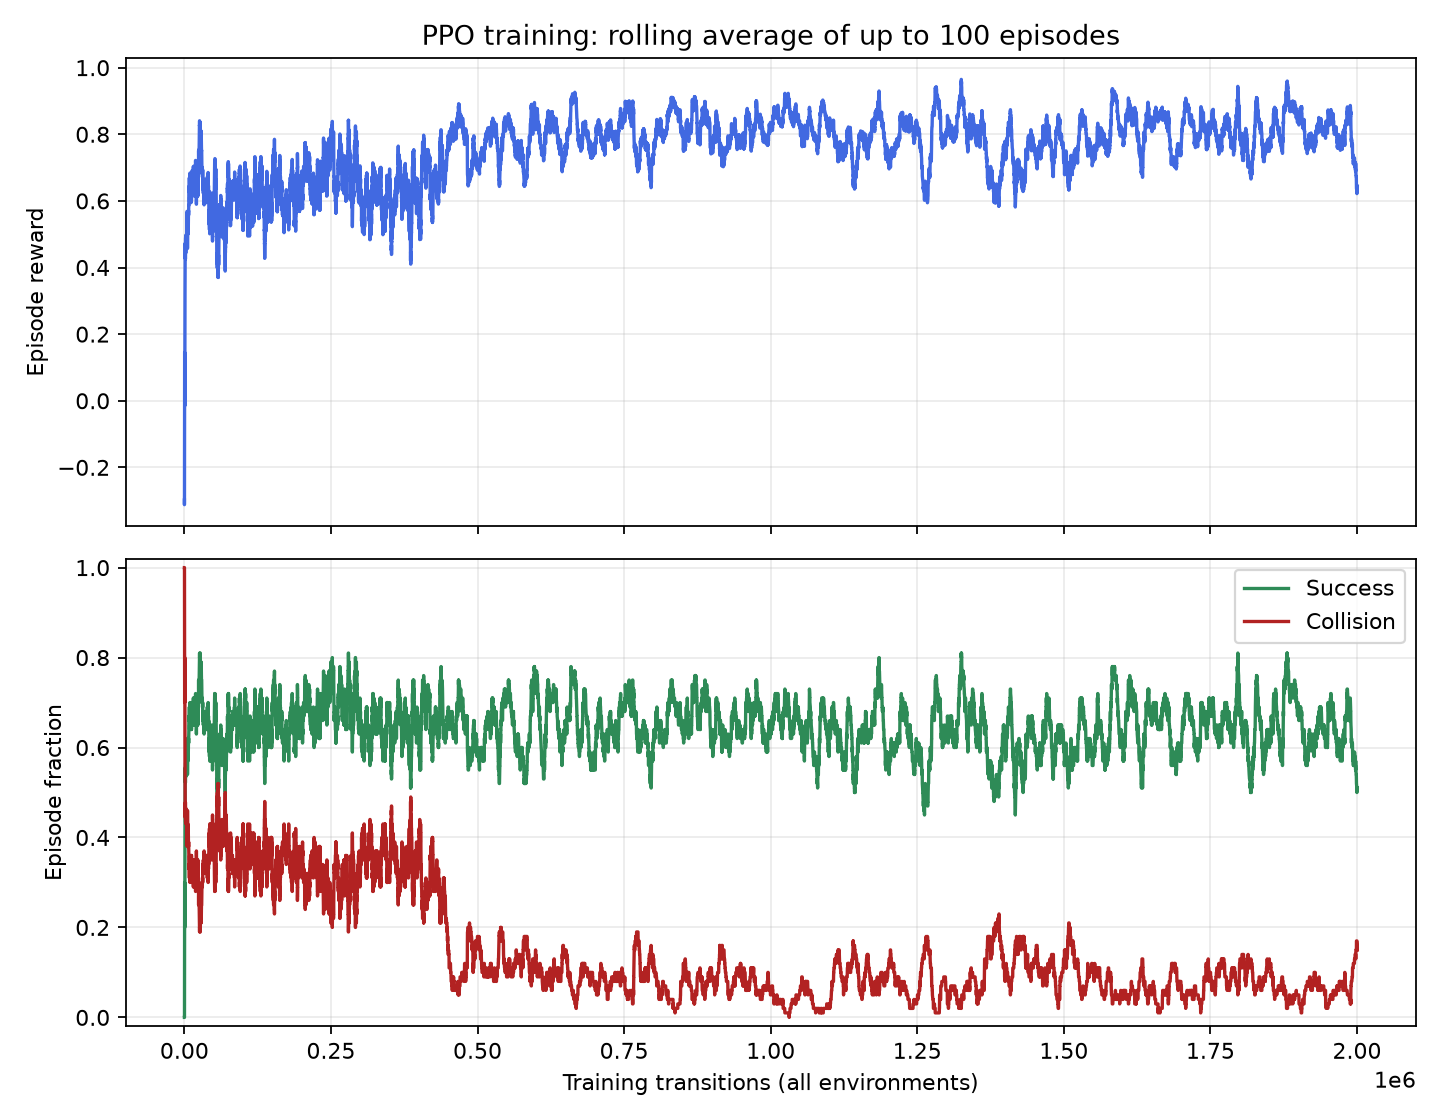 PPO training: rolling average of up to 100 episodes
1.0
0.8
0.6
0.4
0.2
0.0
−0.2
Episode reward
1.0
0.8
0.6
0.4
0.2
0.0
Episode fraction
Success
Collision
0.00 0.25 0.50 0.75 1.00 1.25 1.50 1.75 2.00
1e6
Training transitions (all environments)